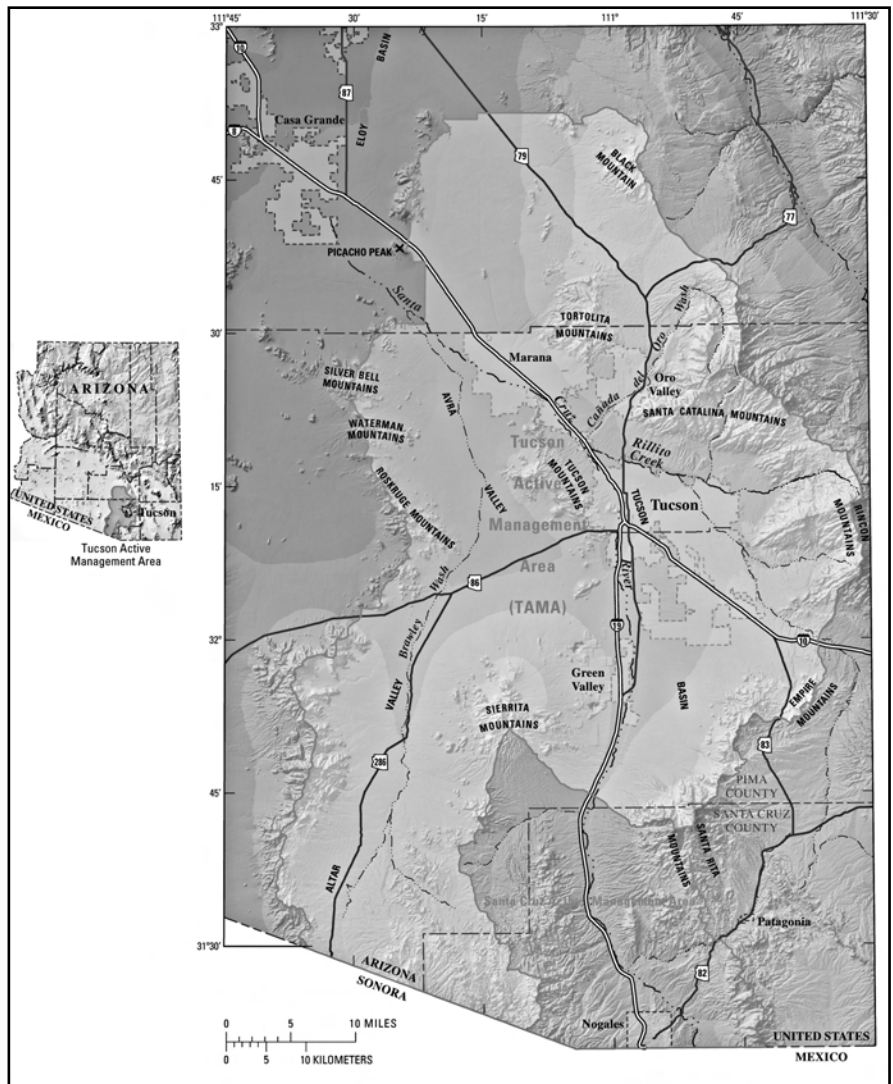 111°45'
30'
15'
111°
45'
111°30'
33°
10
BASIN
87
Casa Grande
8
ELOY
79
BLACK
MOUNTAIN
45'
77
PICACHO PEAK
Santa
Wash
30'
TORTOLITA
MOUNTAINS
Marana
Oro
ARIZONA
SILVER BELL
MOUNTAINS
AVRA
Cruz
Cañada del
Oro
Valley
SANTA CATALINA MOUNTAINS
WATERMAN
MOUNTAINS
Tucson
Rillito
Creek
ROSKRUGE MOUNTAINS
VALLEY
Active
TUCSON
MOUNTAINS
15'
TUCSON
Tucson
RINCON
MOUNTAINS
UNITED STATES
MEXICO
Tucson
Management
Tucson Active
Management Area
Wash
86
Area
River
(TAMA)
19
10
32°
Brawley
Green
Valley
VALLEY
BASIN
EMPIRE
MOUNTAINS
SIERRITA
MOUNTAINS
286
83
PIMA
COUNTY
45'
SANTA CRUZ
COUNTY
SANTA RITA
MOUNTAINS
ALTAR
Santa Cruz Active Management Area
Patagonia
31°30'
ARIZONA
SONORA
82
Nogales
0 5 10 MILES
0 5 10 KILOMETERS
UNITED STATES
MEXICO